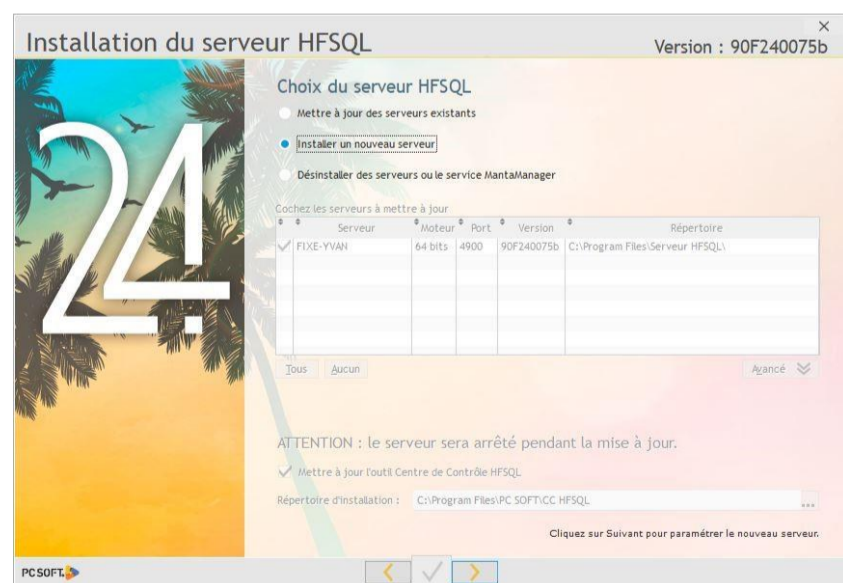 Installation du serveur HFSQL
×
Version : 90F240075b
24
Choix du serveur HFSQL
Mettre à jour des serveurs existants
Installer un nouveau serveur
Désinstaller des serveurs ou le service MantaManager
Cochez les serveurs à mettre à jour
Serveur Moteur Port Version Répertoire
FIXE-YVAN 64 bits 4900 90F240075b C:\Program Files\Serveur HFSQL\
Tous Aucun Avancé
ATTENTION : le serveur sera arrêté pendant la mise à jour.
Mettre à jour l'outil Centre de Contrôle HFSQL
Répertoire d'installation : C:\Program Files\PC SOFT\CC HFSQL ...
Cliquez sur Suivant pour paramétrer le nouveau serveur.
PC SOFT